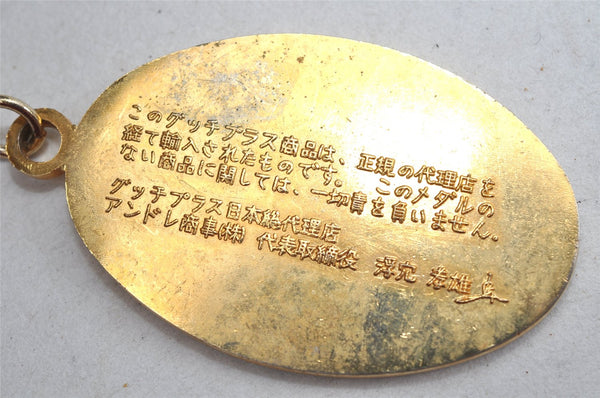 このグッチプラス商品は、正規の代理店を
経て輸入されたものです。 このメダルの
ない商品に関しては、一切責を負いません。
グッチプラス日本総代理店
アンドレ商事(株) 代表取締役